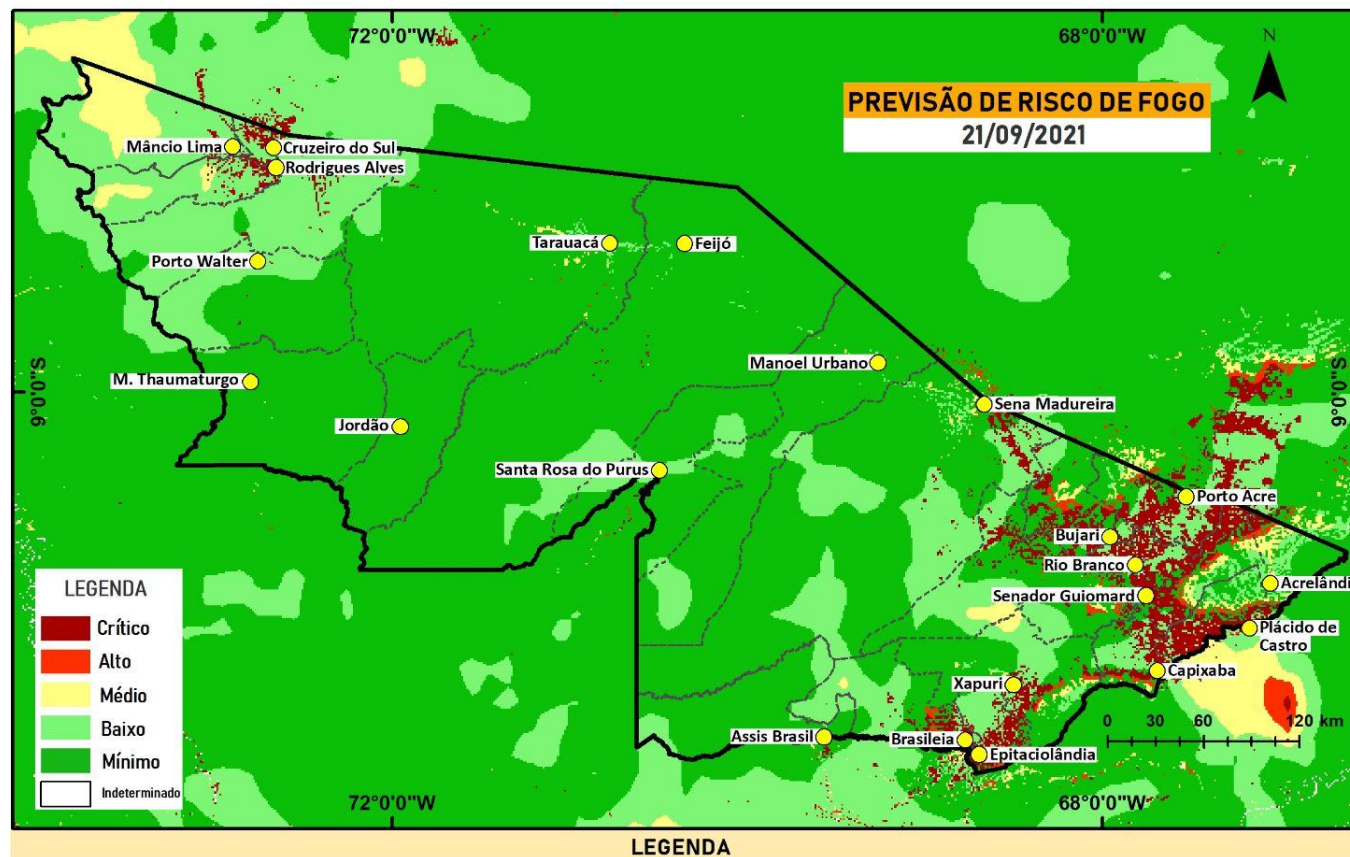 72°0'0"W
68°0'0"W
N
PREVISÃO DE RISCO DE FOGO
21/09/2021
Mâncio Lima
Cruzeiro do Sul
Rodrigues Alves
Tarauacá
Feijó
Porto Walter
Manoel Urbano
M. Thaumaturgo
9°0'0"S
9°0'0"S
Sena Madureira
Jordão
Santa Rosa do Purus
Porto Acre
Bujari
Rio Branco
Acrelândi
Senador Guiomard
Plácido de
Castro
Capixaba
Xapuri
Assis Brasil
Brasileia
Epitaciolândia
0 30 60 120 km
LEGENDA
Crítico
Alto
Médio
Baixo
Mínimo
Indeterminado
72°0'0"W
68°0'0"W
LEGENDA